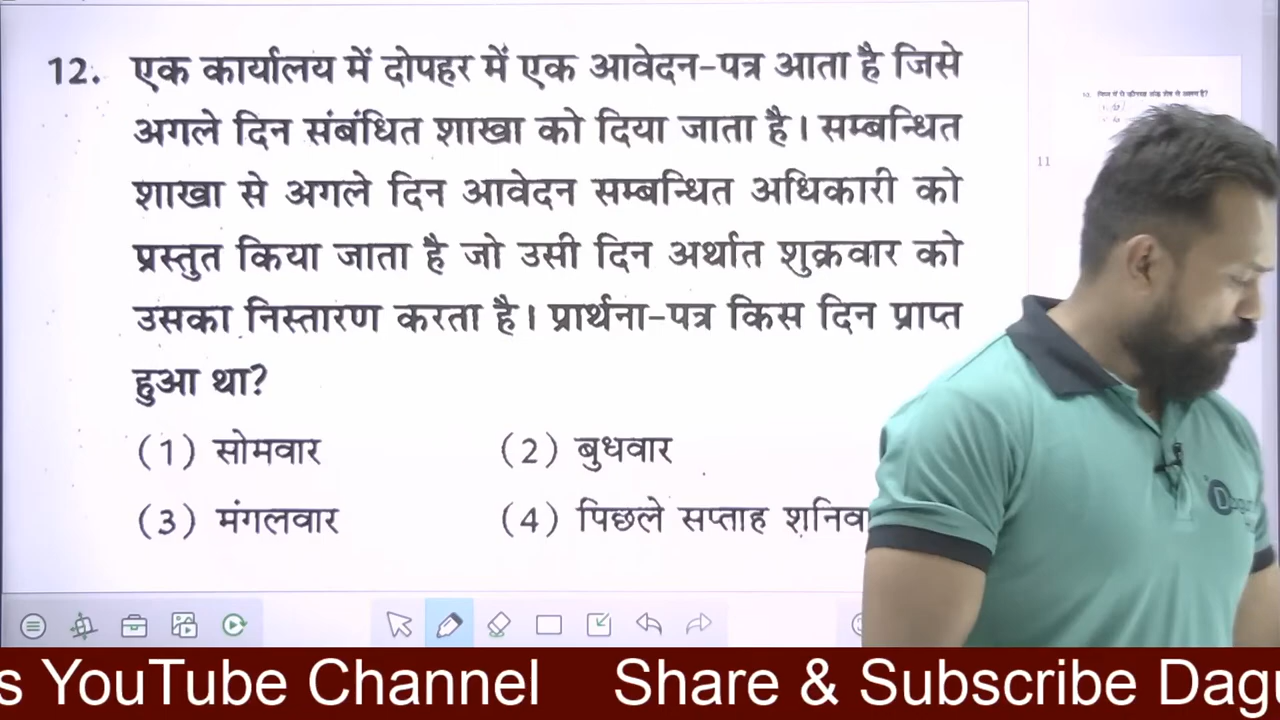 12. एक कार्यालय में दोपहर में एक आवेदन-पत्र आता है जिसे
अगले दिन संबंधित शाखा को दिया जाता है। सम्बन्धित
शाखा से अगले दिन आवेदन सम्बन्धित अधिकारी को
प्रस्तुत किया जाता है जो उसी दिन अर्थात शुक्रवार को
उसका निस्तारण करता है। प्रार्थना-पत्र किस दिन प्राप्त
हुआ था?
(1) सोमवार (2) बुधवार
(3) मंगलवार (4) पिछले सप्ताह
11
s YouTube Channel Share & Subscribe Dagu